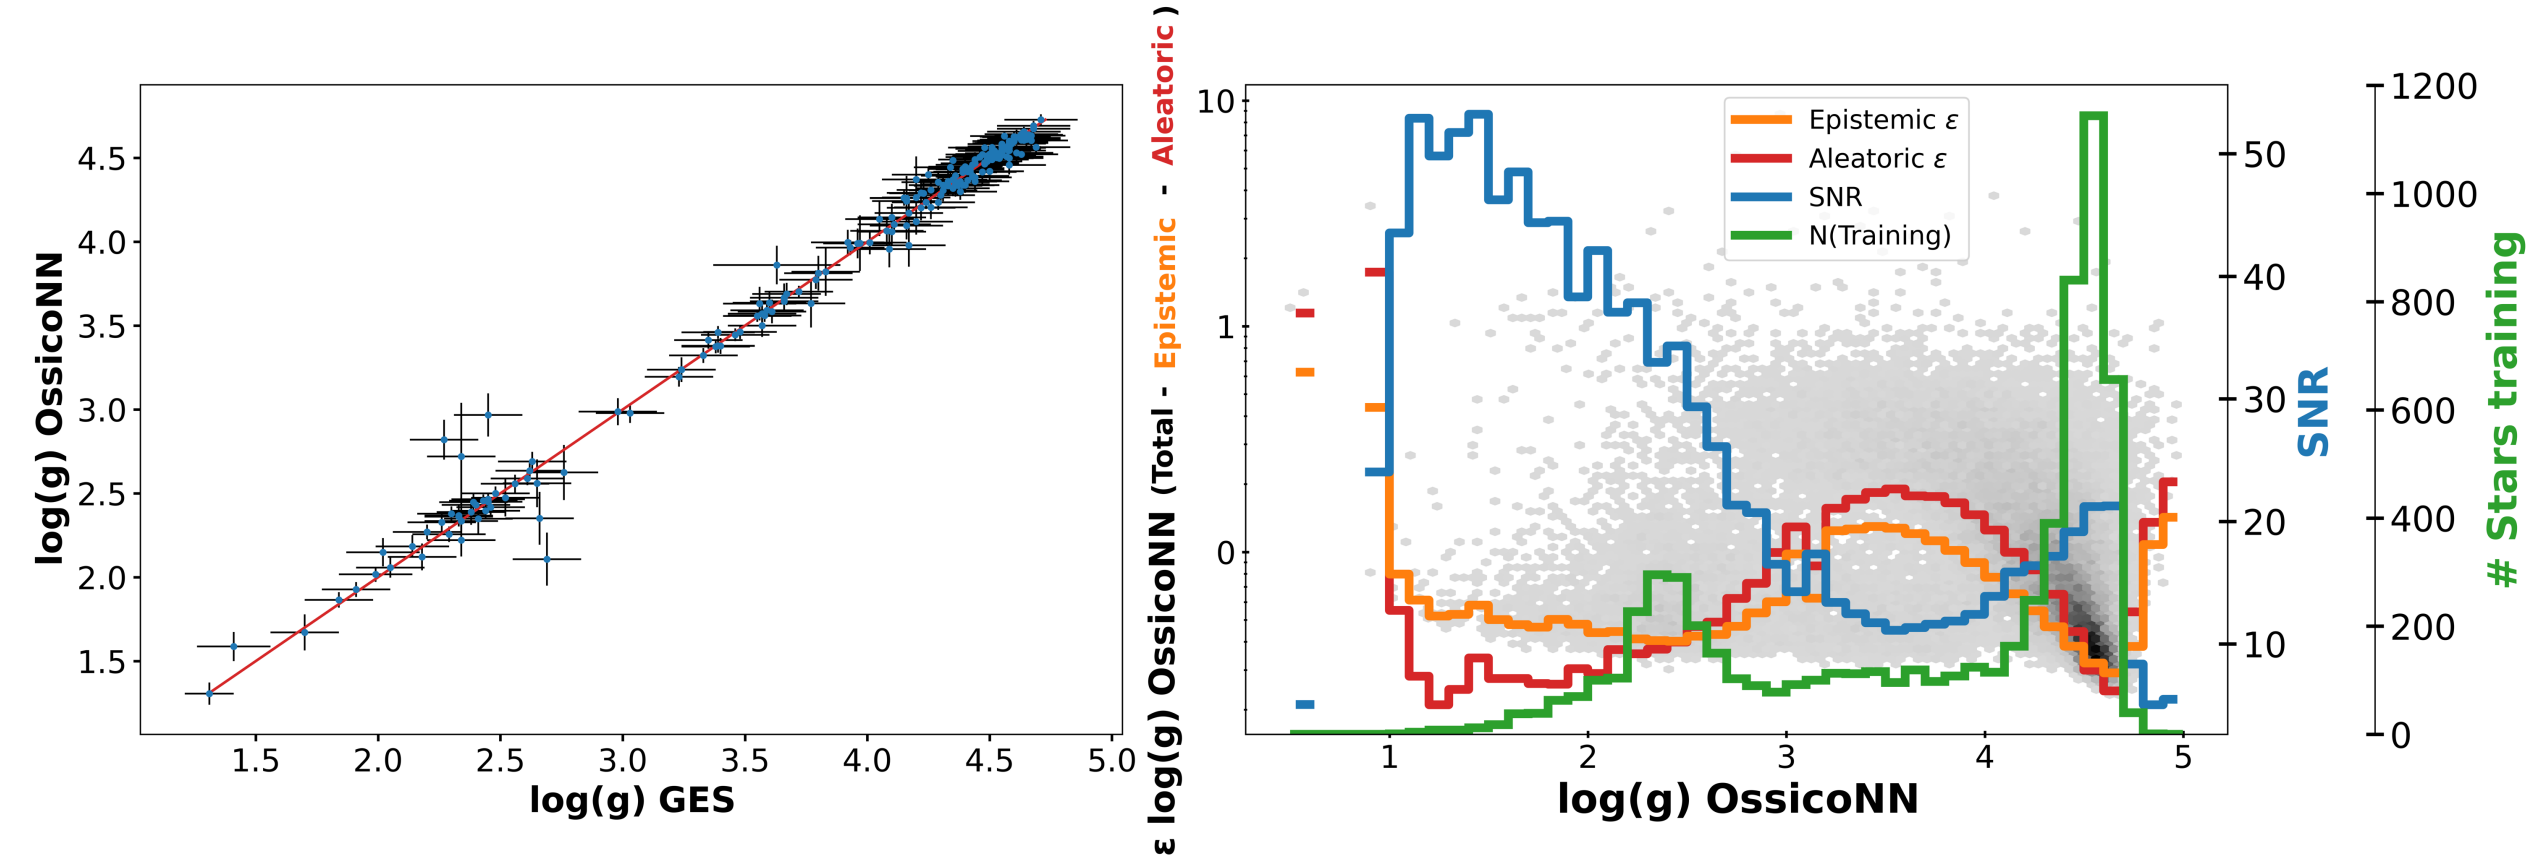 log(g) OssicoNN
4.5
4.0
3.5
3.0
2.5
2.0
1.5
1.5 2.0 2.5 3.0 3.5 4.0 4.5 5.0
log(g) GES
ε log(g) OssicoNN (Total - Epistemic - Aleatoric )
10
1
0
Epistemic ε
Aleatoric ε
SNR
N(Training)
1 2 3 4 5
log(g) OssicoNN
50
40
30
20
10
SNR
1200
1000
800
600
400
200
0
# Stars training